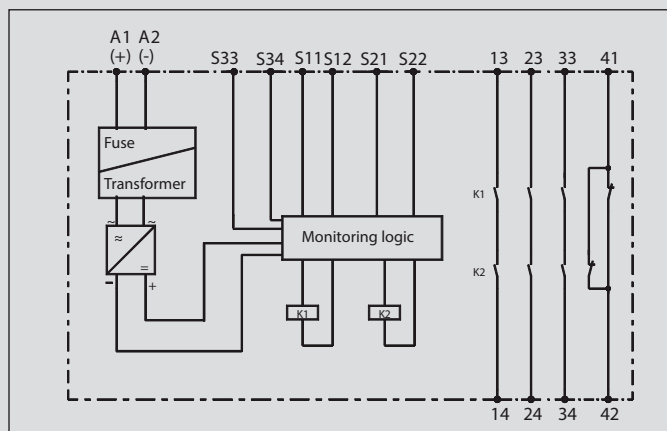 A1 A2
(+) (-) S33 S34 S11 S12 S21 S22 13 23 33 41
Fuse
Transformer
~ ~
≈
=
- +
Monitoring logic
K1
K2
K1 K2
14 24 34 42